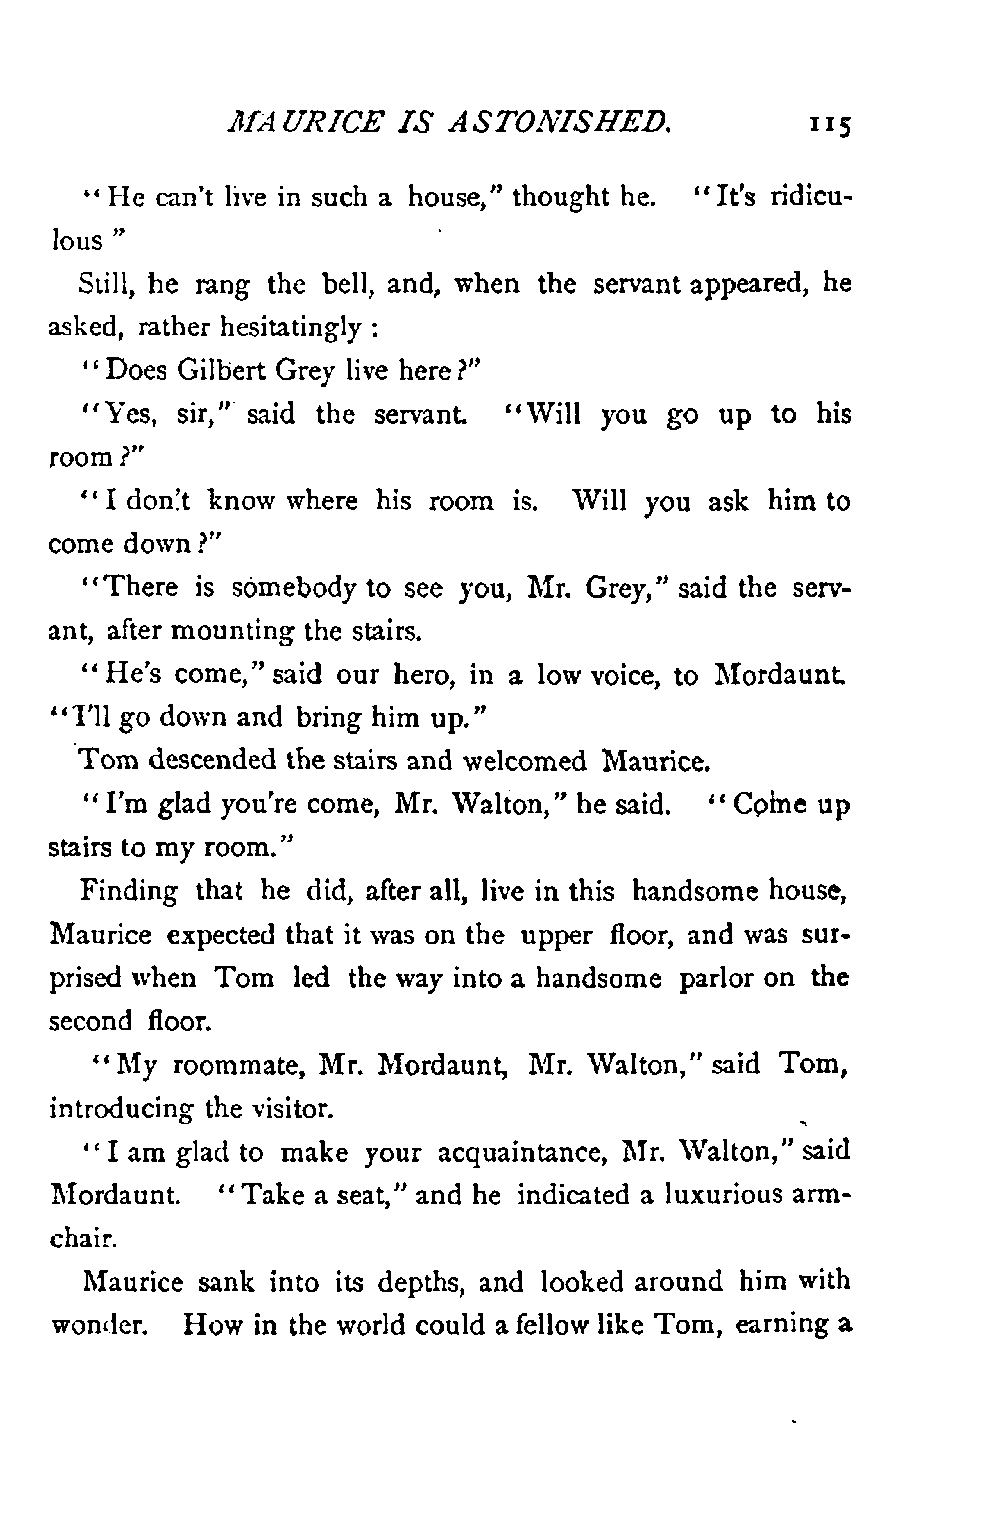 MAURICE IS ASTONISHED. 115
“He can't live in such a house,” thought he. “It's ridicu-
lous”
Still, he rang the bell, and, when the servant appeared, he
asked, rather hesitatingly :
“Does Gilbert Grey live here?”
“Yes, sir,” said the servant. “Will you go up to his
room?”
“I don't know where his room is. Will you ask him to
come down?”
“There is somebody to see you, Mr. Grey,” said the serv-
ant, after mounting the stairs.
“He's come,” said our hero, in a low voice, to Mordaunt.
“I'll go down and bring him up.”
Tom descended the stairs and welcomed Maurice.
“I'm glad you're come, Mr. Walton,” he said. “Come up
stairs to my room.”
Finding that he did, after all, live in this handsome house,
Maurice expected that it was on the upper floor, and was sur-
prised when Tom led the way into a handsome parlor on the
second floor.
“My roommate, Mr. Mordaunt, Mr. Walton,” said Tom,
introducing the visitor.
“I am glad to make your acquaintance, Mr. Walton,” said
Mordaunt. “Take a seat,” and he indicated a luxurious arm-
chair.
Maurice sank into its depths, and looked around him with
wonder. How in the world could a fellow like Tom, earning a